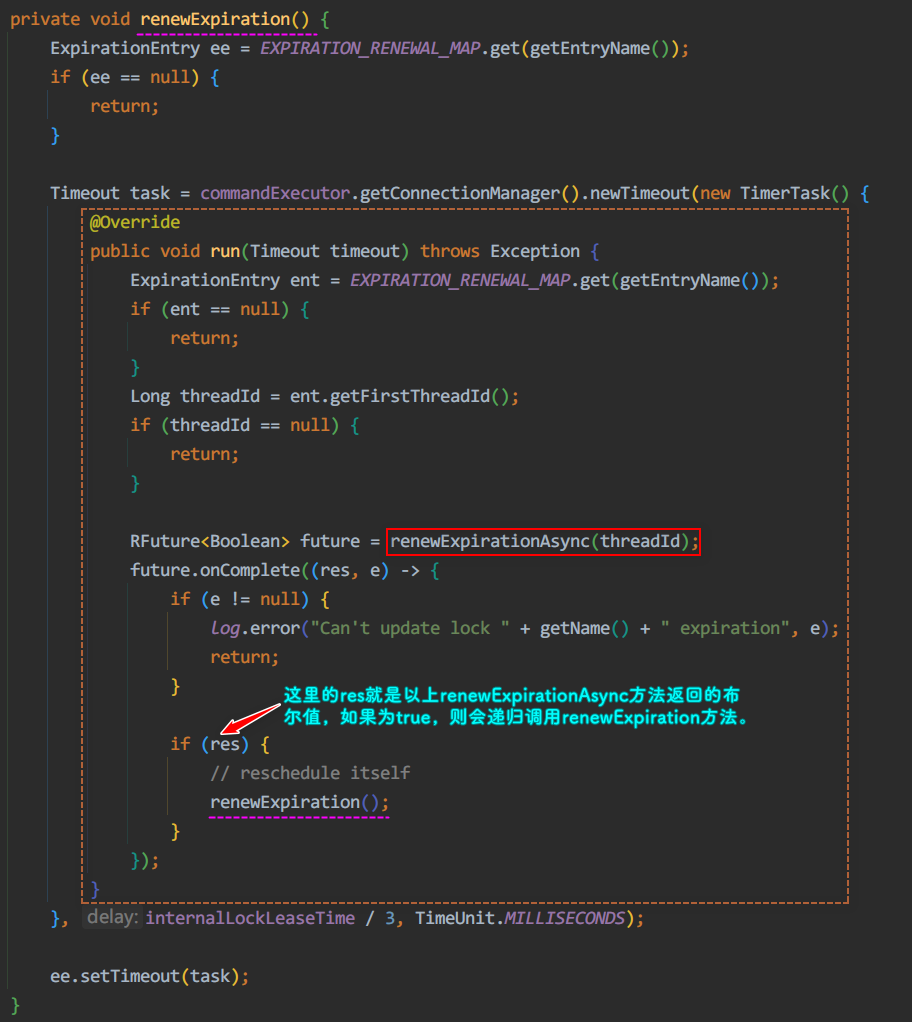 private void renewExpiration() {
ExpirationEntry ee = EXPIRATION_RENEWAL_MAP.get(getEntryName());
if (ee == null) {
return;
}
Timeout task = commandExecutor.getConnectionManager().newTimeout(new TimerTask() {
@Override
public void run(Timeout timeout) throws Exception {
ExpirationEntry ent = EXPIRATION_RENEWAL_MAP.get(getEntryName());
if (ent == null) {
return;
}
Long threadId = ent.getFirstThreadId();
if (threadId == null) {
return;
}
RFuture<Boolean> future = renewExpirationAsync(threadId);
future.onComplete((res, e) -> {
if (e != null) {
log.error("Can't update lock " + getName() + " expiration", e);
return;
}
这里的res就是以上renewExpirationAsync方法返回的布
尔值，如果为true，则会递归调用renewExpiration方法。
if (res) {
// reschedule itself
renewExpiration();
}
});
}
}, delay: internalLockLeaseTime / 3, TimeUnit.MILLISECONDS);
ee.setTimeout(task);
}